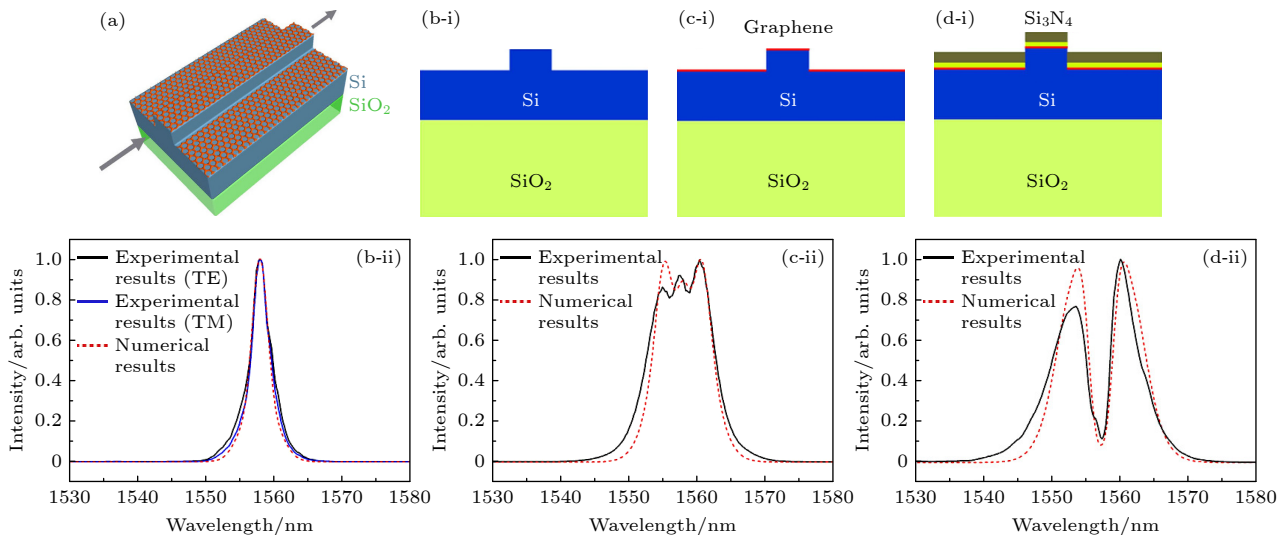 (a)
Si
SiO2
(b-i)
Si
SiO2
(c-i)
Graphene
Si
SiO2
(d-i)
Si3N4
Si
SiO2
(b-ii)
Experimental
results (TE)
Experimental
results (TM)
Numerical
results
Intensity/arb. units
1.0
0.8
0.6
0.4
0.2
0
1530 1540 1550 1560 1570 1580
Wavelength/nm
(c-ii)
Experimental
results
Numerical
results
Intensity/arb. units
1.0
0.8
0.6
0.4
0.2
0
1530 1540 1550 1560 1570 1580
Wavelength/nm
(d-ii)
Experimental
results
Numerical
results
Intensity/arb. units
1.0
0.8
0.6
0.4
0.2
0
1530 1540 1550 1560 1570 1580
Wavelength/nm